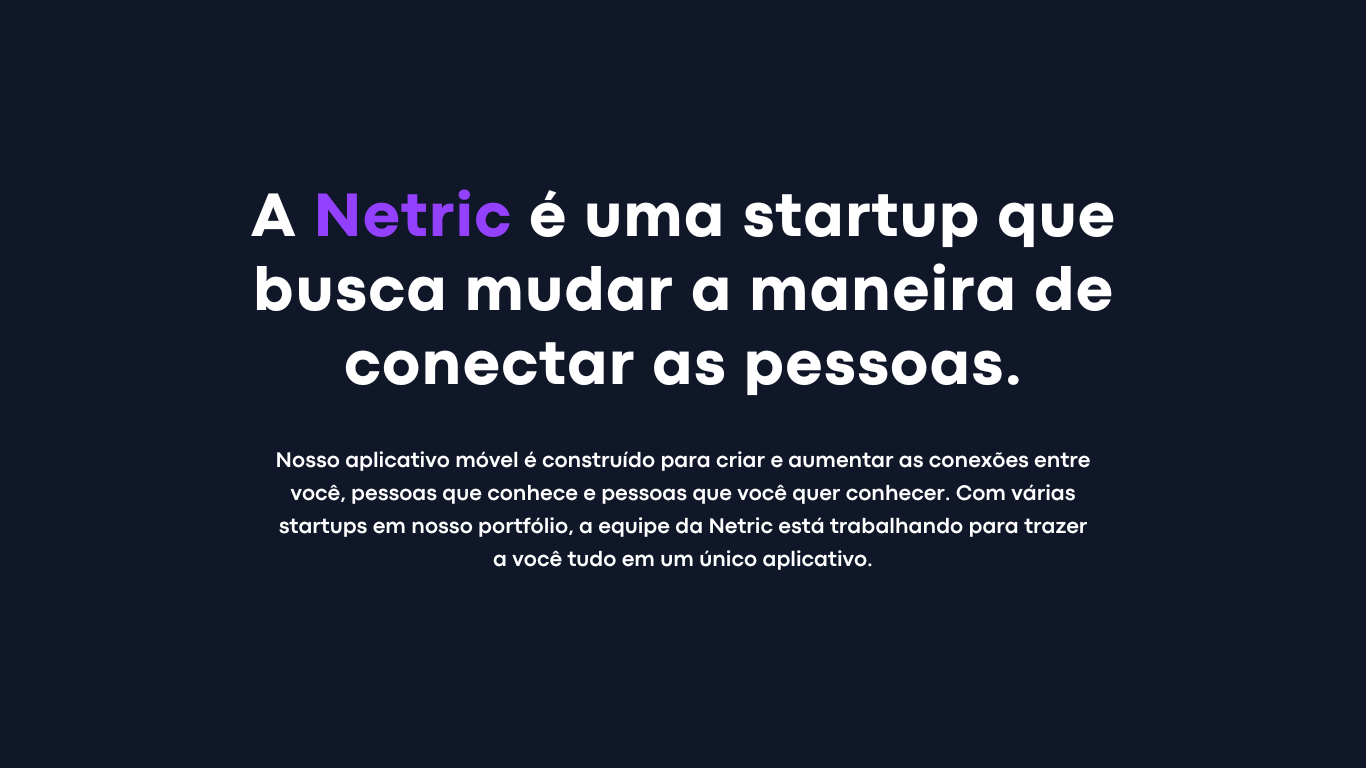 A Netric é uma startup que
busca mudar a maneira de
conectar as pessoas.
Nosso aplicativo móvel é construído para criar e aumentar as conexões entre
você, pessoas que conhece e pessoas que você quer conhecer. Com várias
startups em nosso portfólio, a equipe da Netric está trabalhando para trazer
a você tudo em um único aplicativo.